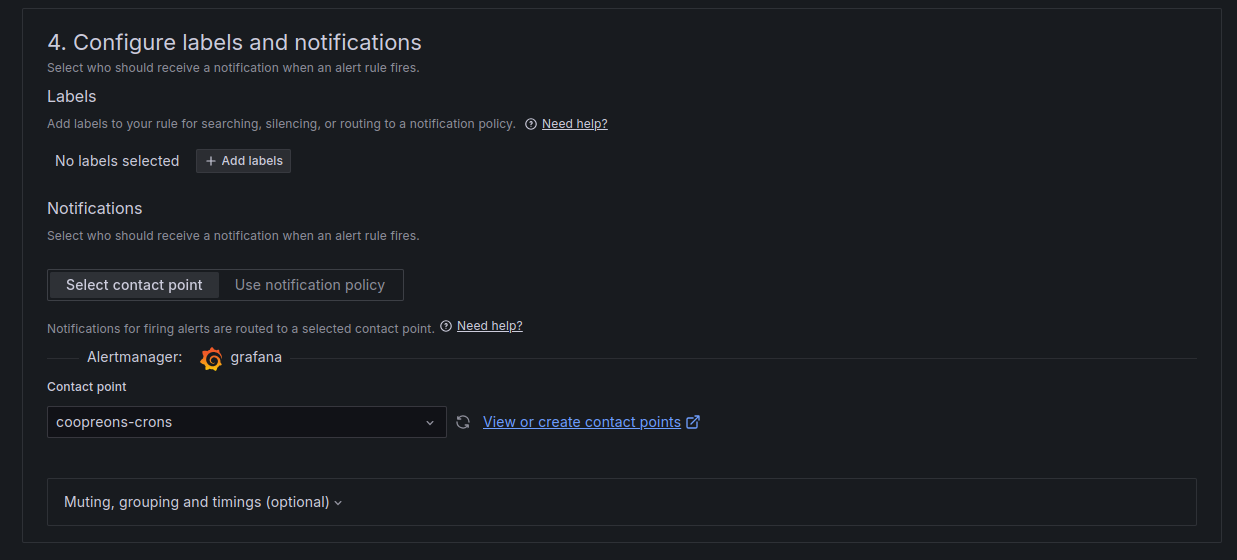 4. Configure labels and notifications
Select who should receive a notification when an alert rule fires.
Labels
Add labels to your rule for searching, silencing, or routing to a notification policy. Need help?
No labels selected + Add labels
Notifications
Select who should receive a notification when an alert rule fires.
Select contact point Use notification policy
Notifications for firing alerts are routed to a selected contact point. Need help?
Alertmanager: grafana
Contact point
coopreons-crons View or create contact points
Muting, grouping and timings (optional)